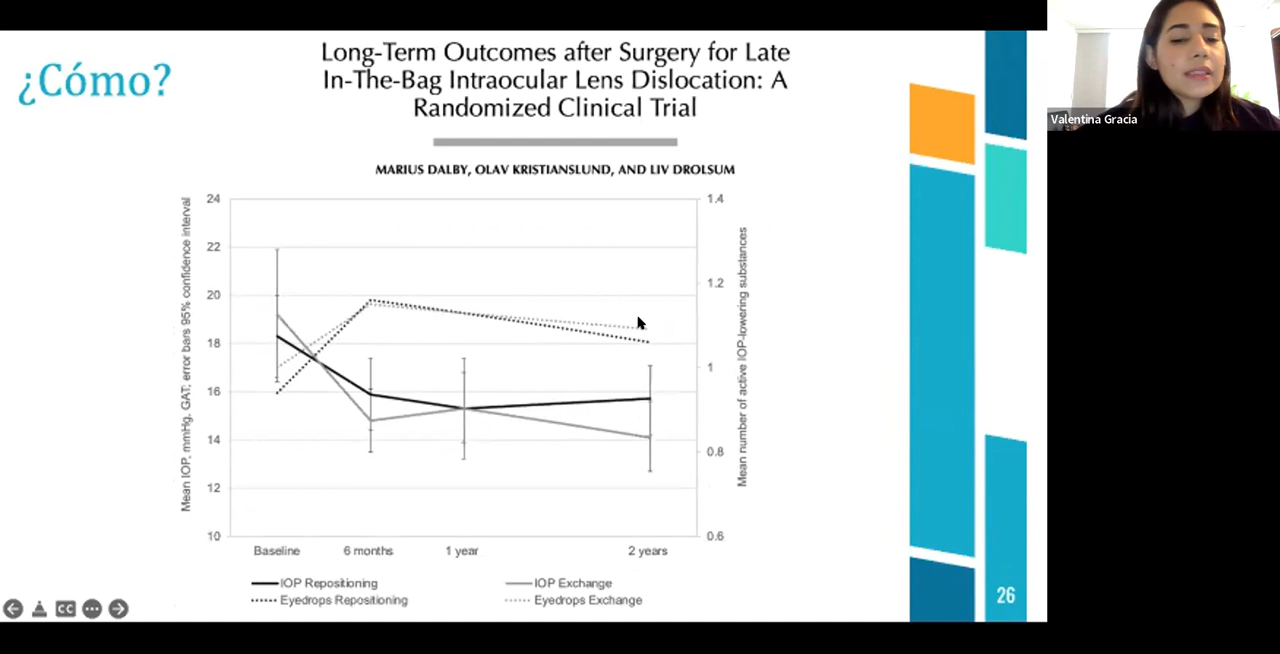 ¿Cómo?
Long-Term Outcomes after Surgery for Late
In-The-Bag Intraocular Lens Dislocation: A
Randomized Clinical Trial
MARIUS DALBY, OLAV KRISTIANSLUND, AND LIV DROLSUM
Valentina Gracia
Mean IOP, mmHg. GAT; error bars 95% confidence interval
24
22
20
18
16
14
12
10
1.4
1.2
1
0.8
0.6
Mean number of active IOP-lowering substances
Baseline
6 months
1 year
2 years
IOP Repositioning
IOP Exchange
Eyedrops Repositioning
Eyedrops Exchange
CC
26